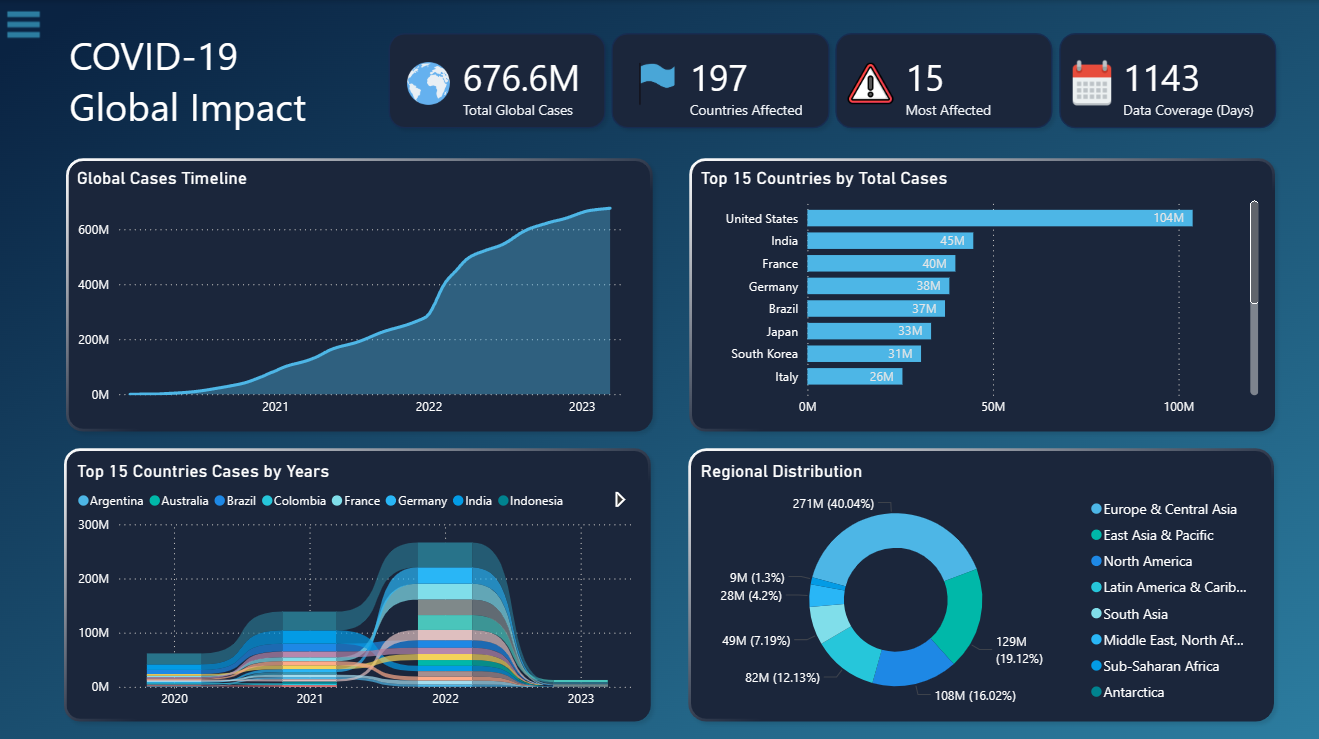 COVID-19
Global Impact
676.6M
Total Global Cases
197
Countries Affected
15
Most Affected
1143
Data Coverage (Days)
Global Cases Timeline
600M
400M
200M
0M
2021 2022 2023
Top 15 Countries by Total Cases
United States 104M
India 45M
France 40M
Germany 38M
Brazil 37M
Japan 33M
South Korea 31M
Italy 26M
0M 50M 100M
Top 15 Countries Cases by Years
Argentina Australia Brazil Colombia France Germany India Indonesia
300M
200M
100M
0M
2020 2021 2022 2023
Regional Distribution
271M (40.04%)
9M (1.3%)
28M (4.2%)
49M (7.19%)
82M (12.13%)
108M (16.02%)
129M
(19.12%)
Europe & Central Asia
East Asia & Pacific
North America
Latin America & Carib...
South Asia
Middle East, North Af...
Sub-Saharan Africa
Antarctica